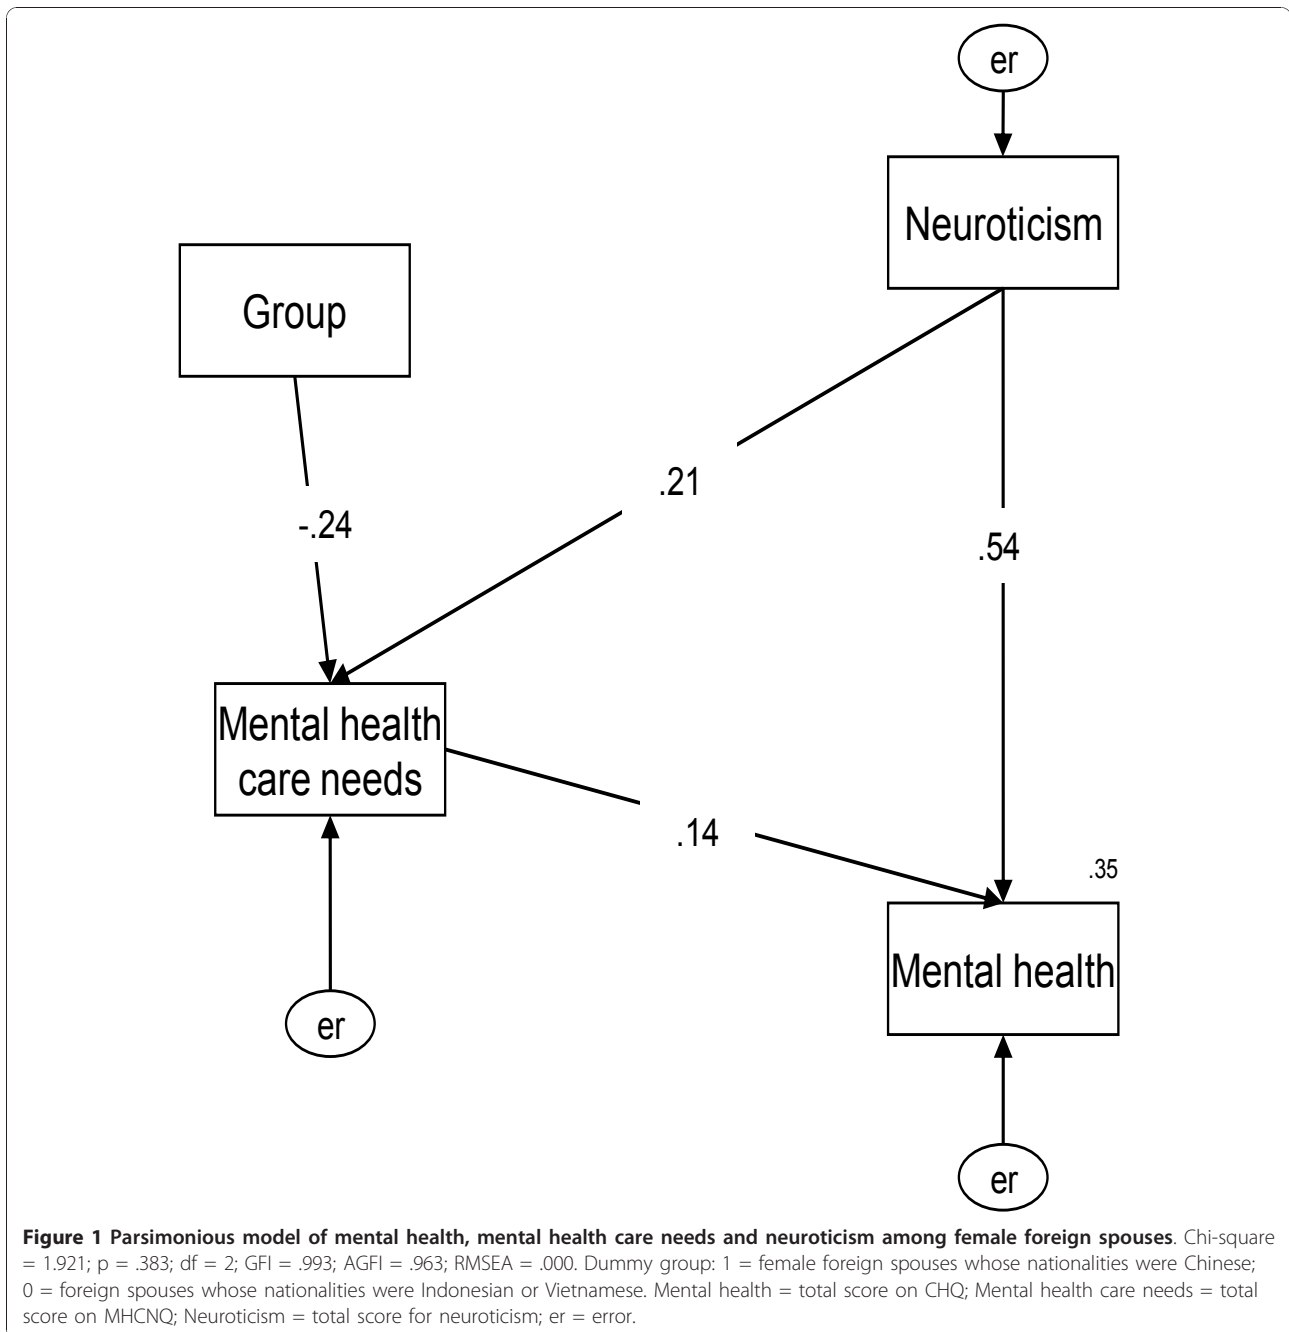 er
Neuroticism
Group
.21
-.24
.54
Mental health
care needs
.14
.35
Mental health
er
er
Figure 1 Parsimonious model of mental health, mental health care needs and neuroticism among female foreign spouses. Chi-square
= 1.921; p = .383; df = 2; GFI = .993; AGFI = .963; RMSEA = .000. Dummy group: 1 = female foreign spouses whose nationalities were Chinese;
0 = foreign spouses whose nationalities were Indonesian or Vietnamese. Mental health = total score on CHQ; Mental health care needs = total
score on MHCNQ; Neuroticism = total score for neuroticism; er = error.